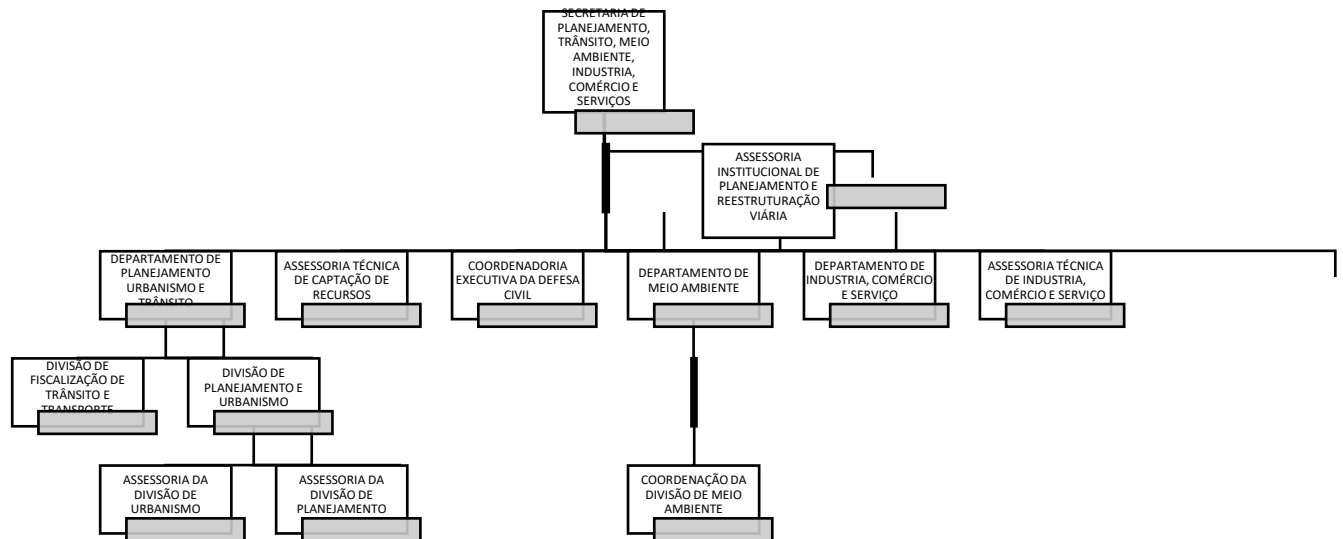 SECRETARIA DE
PLANEJAMENTO,
TRÂNSITO, MEIO
AMBIENTE,
INDUSTRIA,
COMÉRCIO E
SERVIÇOS
ASSESSORIA
INSTITUCIONAL DE
PLANEJAMENTO E
REESTRUTURAÇÃO
VIÁRIA
DEPARTAMENTO DE
PLANEJAMENTO
URBANISMO E
TRÂNSITO
ASSESSORIA TÉCNICA
DE CAPTAÇÃO DE
RECURSOS
COORDENADORIA
EXECUTIVA DA DEFESA
CIVIL
DEPARTAMENTO DE
MEIO AMBIENTE
DEPARTAMENTO DE
INDUSTRIA, COMÉRCIO
E SERVIÇO
ASSESSORIA TÉCNICA
DE INDUSTRIA,
COMÉRCIO E SERVIÇO
DIVISÃO DE
FISCALIZAÇÃO DE
TRÂNSITO E
TRANSPORTE
DIVISÃO DE
PLANEJAMENTO E
URBANISMO
ASSESSORIA DA
DIVISÃO DE
URBANISMO
ASSESSORIA DA
DIVISÃO DE
PLANEJAMENTO
COORDENAÇÃO DA
DIVISÃO DE MEIO
AMBIENTE